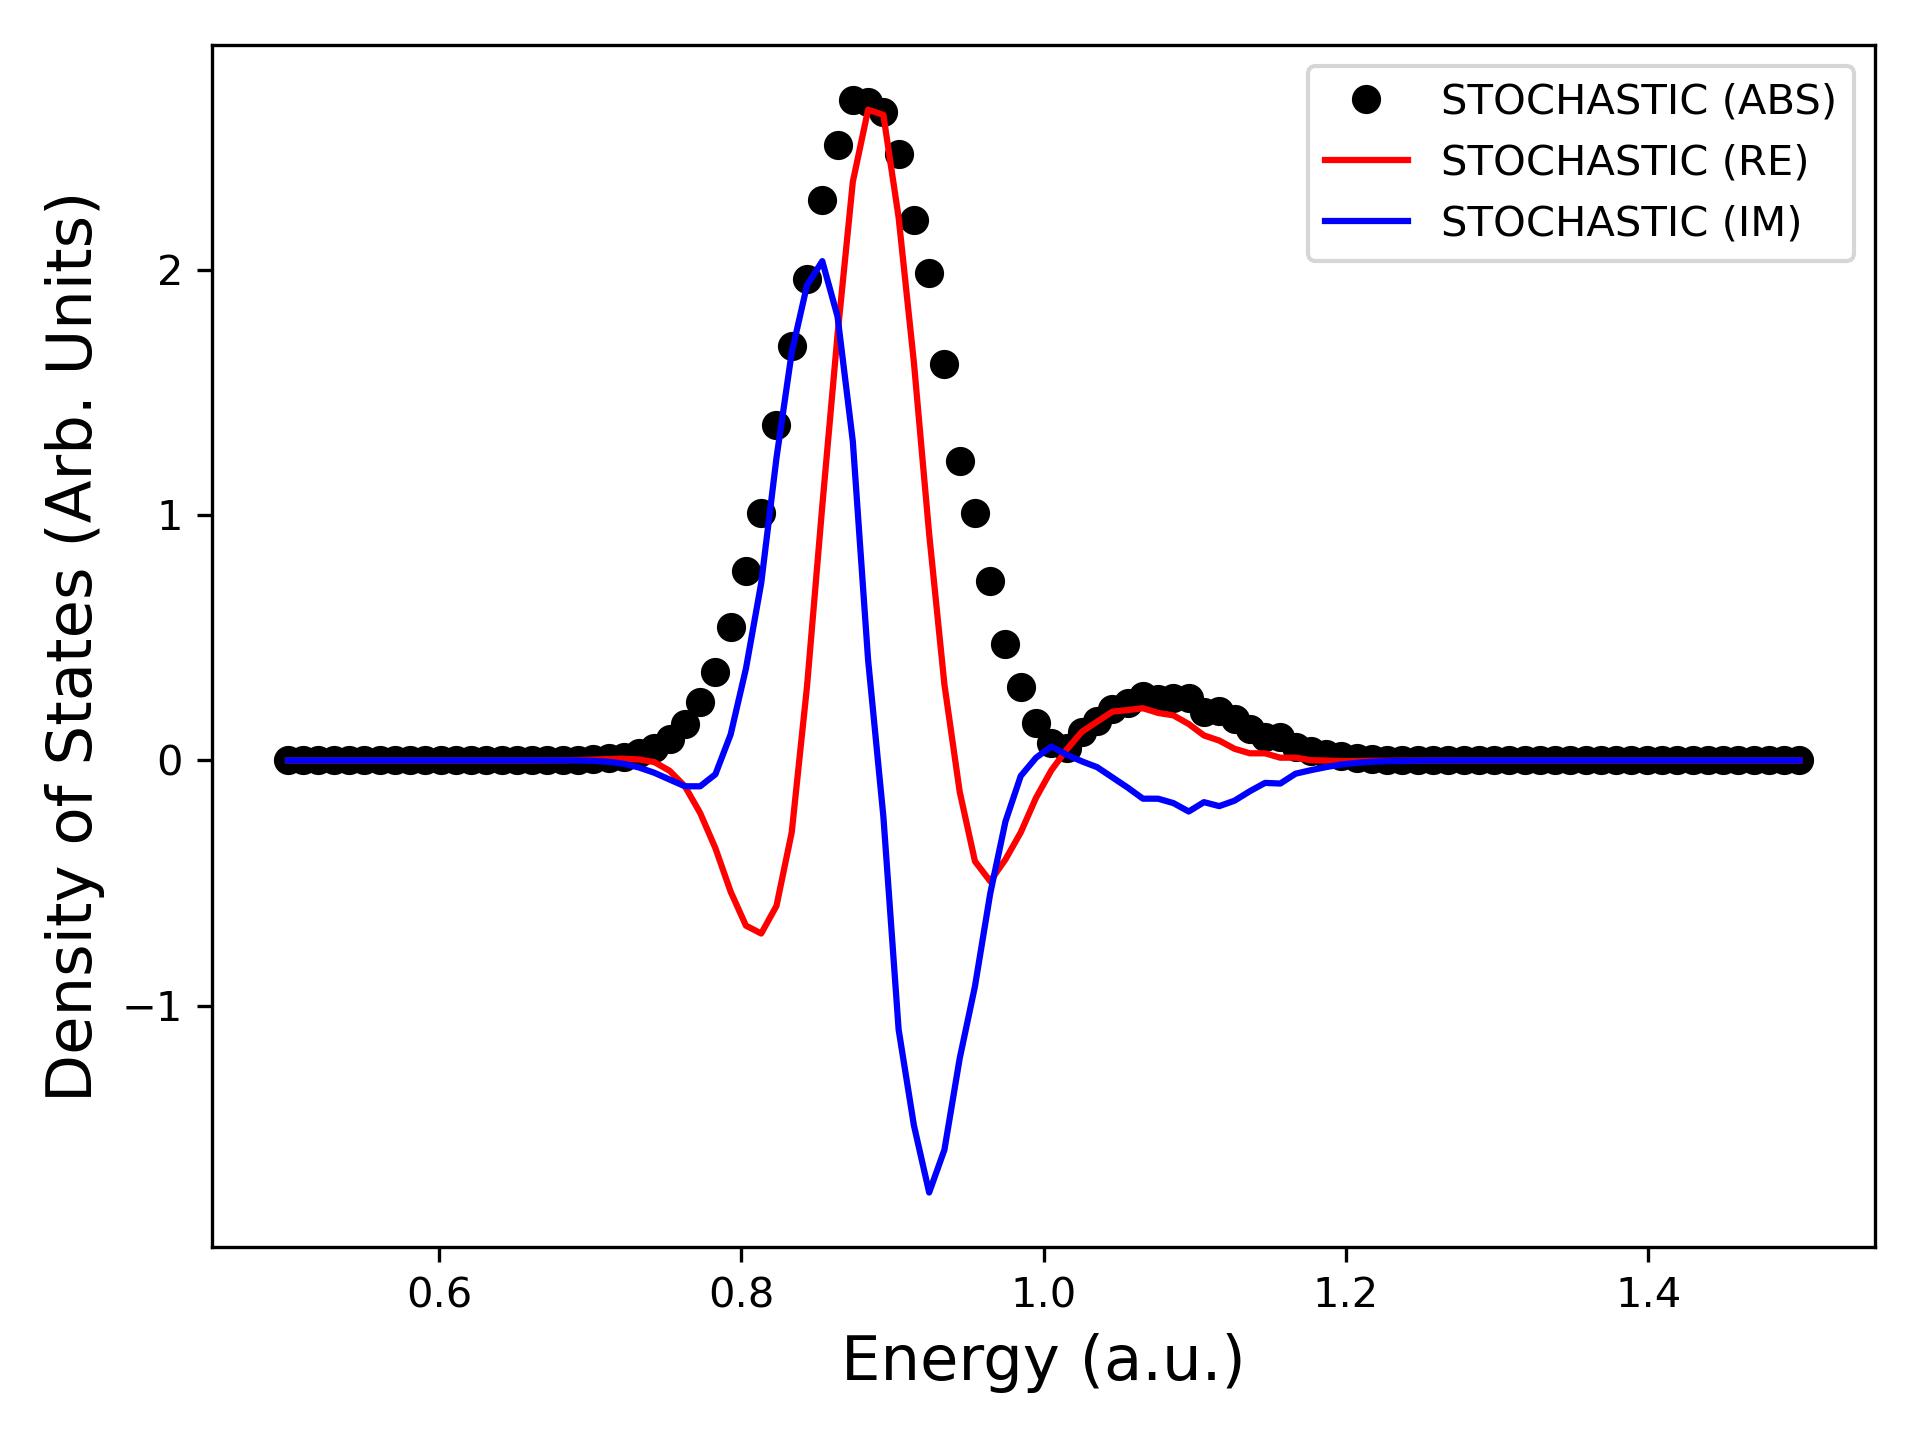 STOCHASTIC (ABS)
STOCHASTIC (RE)
STOCHASTIC (IM)
Density of States (Arb. Units)
2
1
0
−1
0.6
0.8
1.0
1.2
1.4
Energy (a.u.)